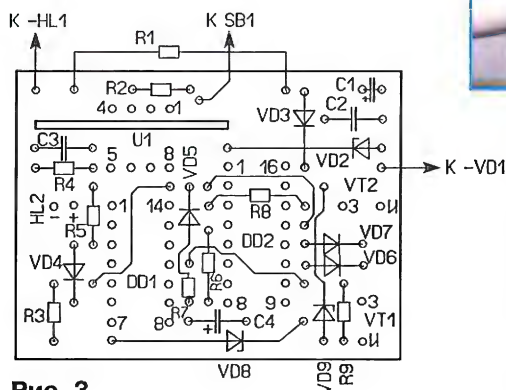 К -HL1
R1
К SB1
R2
C1
4
1
VD3
C2
U1
C3
5
8
VD5
1
16
VD2
К -VD1
R4
VT2
HL2
- +
1
14
R8
3
И
R5
VD7
VD4
DD2
VD6
R6
DD1
R3
R7
8
9
3
7
8
C4
VT1
И
VD8
VD9
R9
Рис. 3